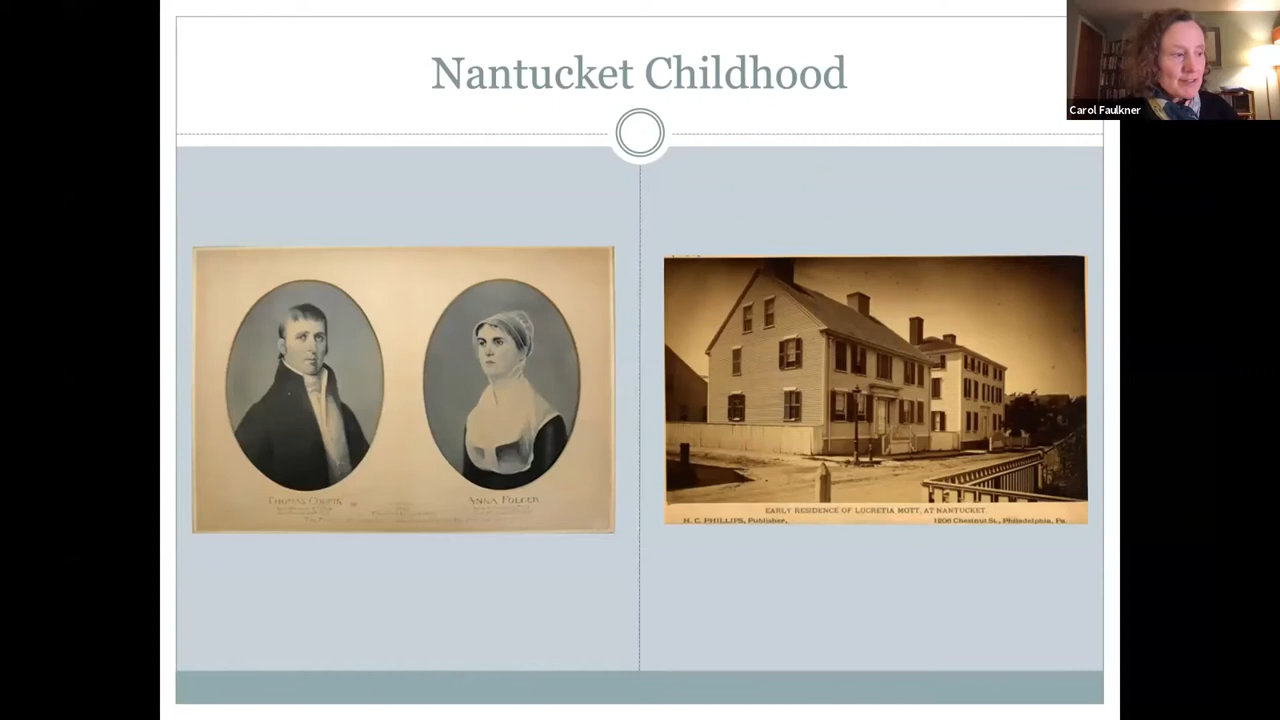 Nantucket Childhood
Carol Faulkner
THOMAS COFFIN
ANNA FOLGER
EARLY RESIDENCE OF LUCRETIA MOTT, AT NANTUCKET.
H. C. PHILLIPS, Publisher, 1206 Chestnut St., Philadelphia, Pa.